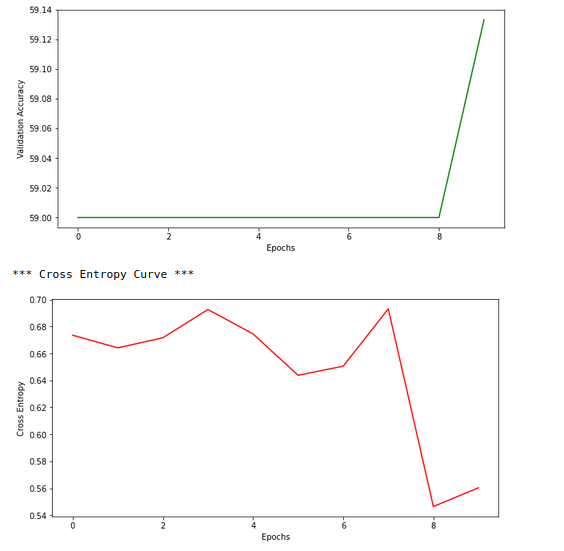 59.14
59.12
59.10
59.08
59.06
59.04
59.02
59.00
Validation Accuracy
0 2 4 6 8
Epochs
*** Cross Entropy Curve ***
0.70
0.68
0.66
0.64
0.62
0.60
0.58
0.56
0.54
Cross Entropy
0 2 4 6 8
Epochs